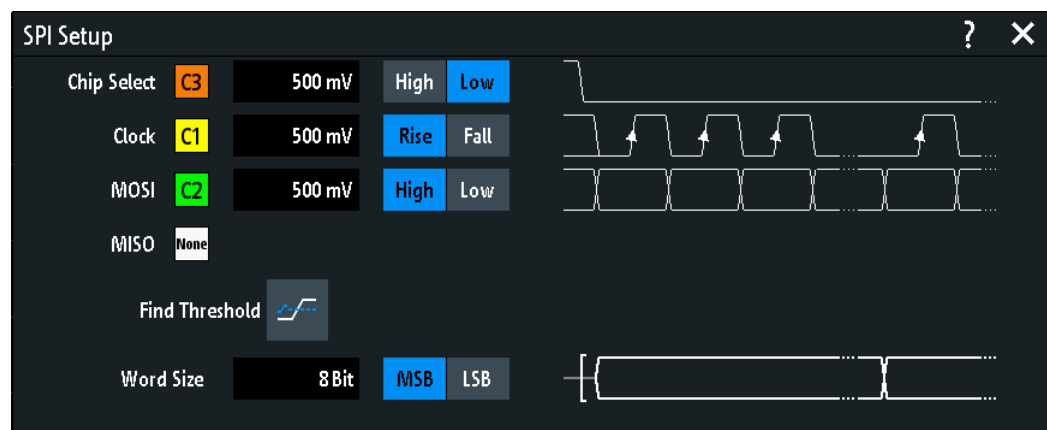 SPI Setup ? ×
Chip Select C3 500 mV High Low
Clock C1 500 mV Rise Fall
MOSI C2 500 mV High Low
MISO None
Find Threshold
Word Size 8 Bit MSB LSB